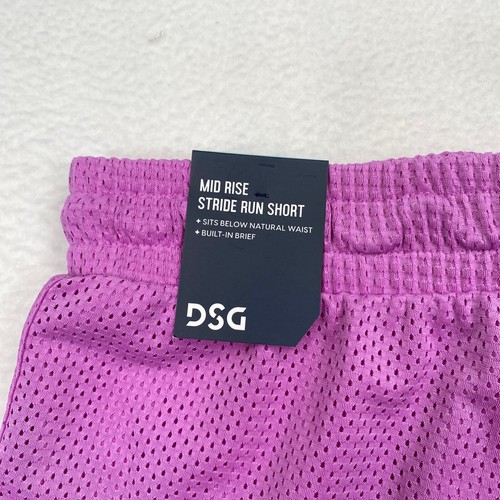 MID RISE
STRIDE RUN SHORT
+ SITS BELOW NATURAL WAIST
+ BUILT-IN BRIEF
DSG